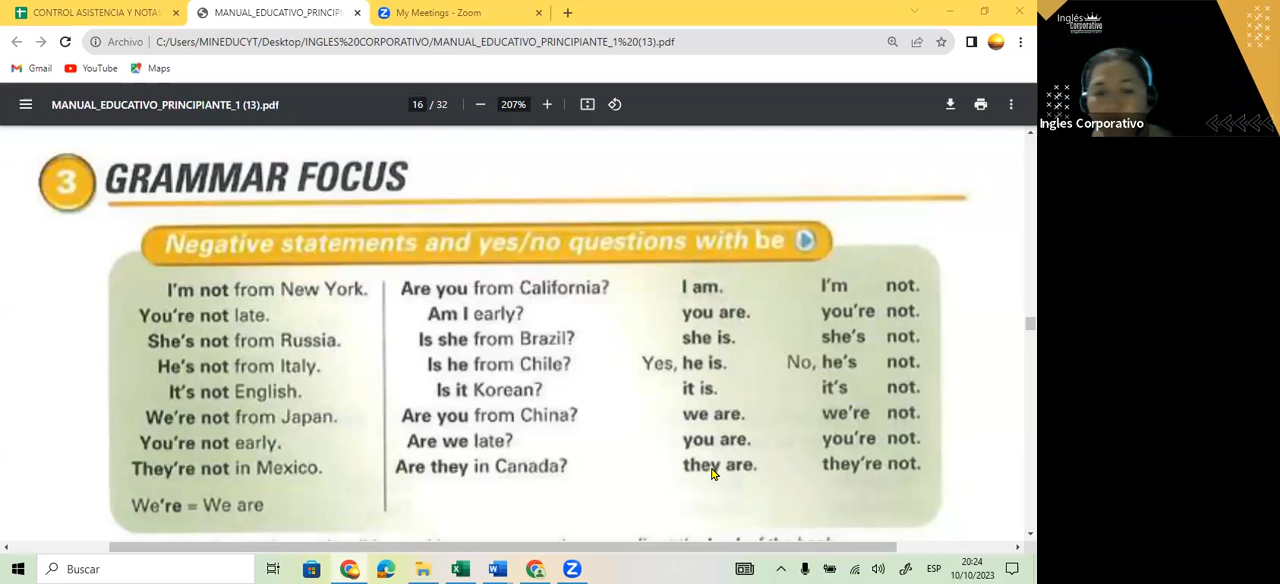 CONTROL ASISTENCIA Y NOTAS
MANUAL_EDUCATIVO_PRINCIPI
My Meetings - Zoom
Archivo
C:/Users/MINEDUCYT/Desktop/INGLES%20CORPORATIVO/MANUAL_EDUCATIVO_PRINCIPIANTE_1%20(13).pdf
Gmail
YouTube
Maps
MANUAL_EDUCATIVO_PRINCIPIANTE_1 (13).pdf
16 / 32
207%
3 GRAMMAR FOCUS
Negative statements and yes/no questions with be
I'm not from New York. Are you from California? I am. I'm not.
You're not late. Am I early? you are. you're not.
She's not from Russia. Is she from Brazil? she is. she's not.
He's not from Italy. Is he from Chile? Yes, he is. No, he's not.
It's not English. Is it Korean? it is. it's not.
We're not from Japan. Are you from China? we are. we're not.
You're not early. Are we late? you are. you're not.
They're not in Mexico. Are they in Canada? they are. they're not.
We're = We are
Inglés
Corporativo
Ingles Corporativo
Buscar
ESP
20:24
10/10/2023